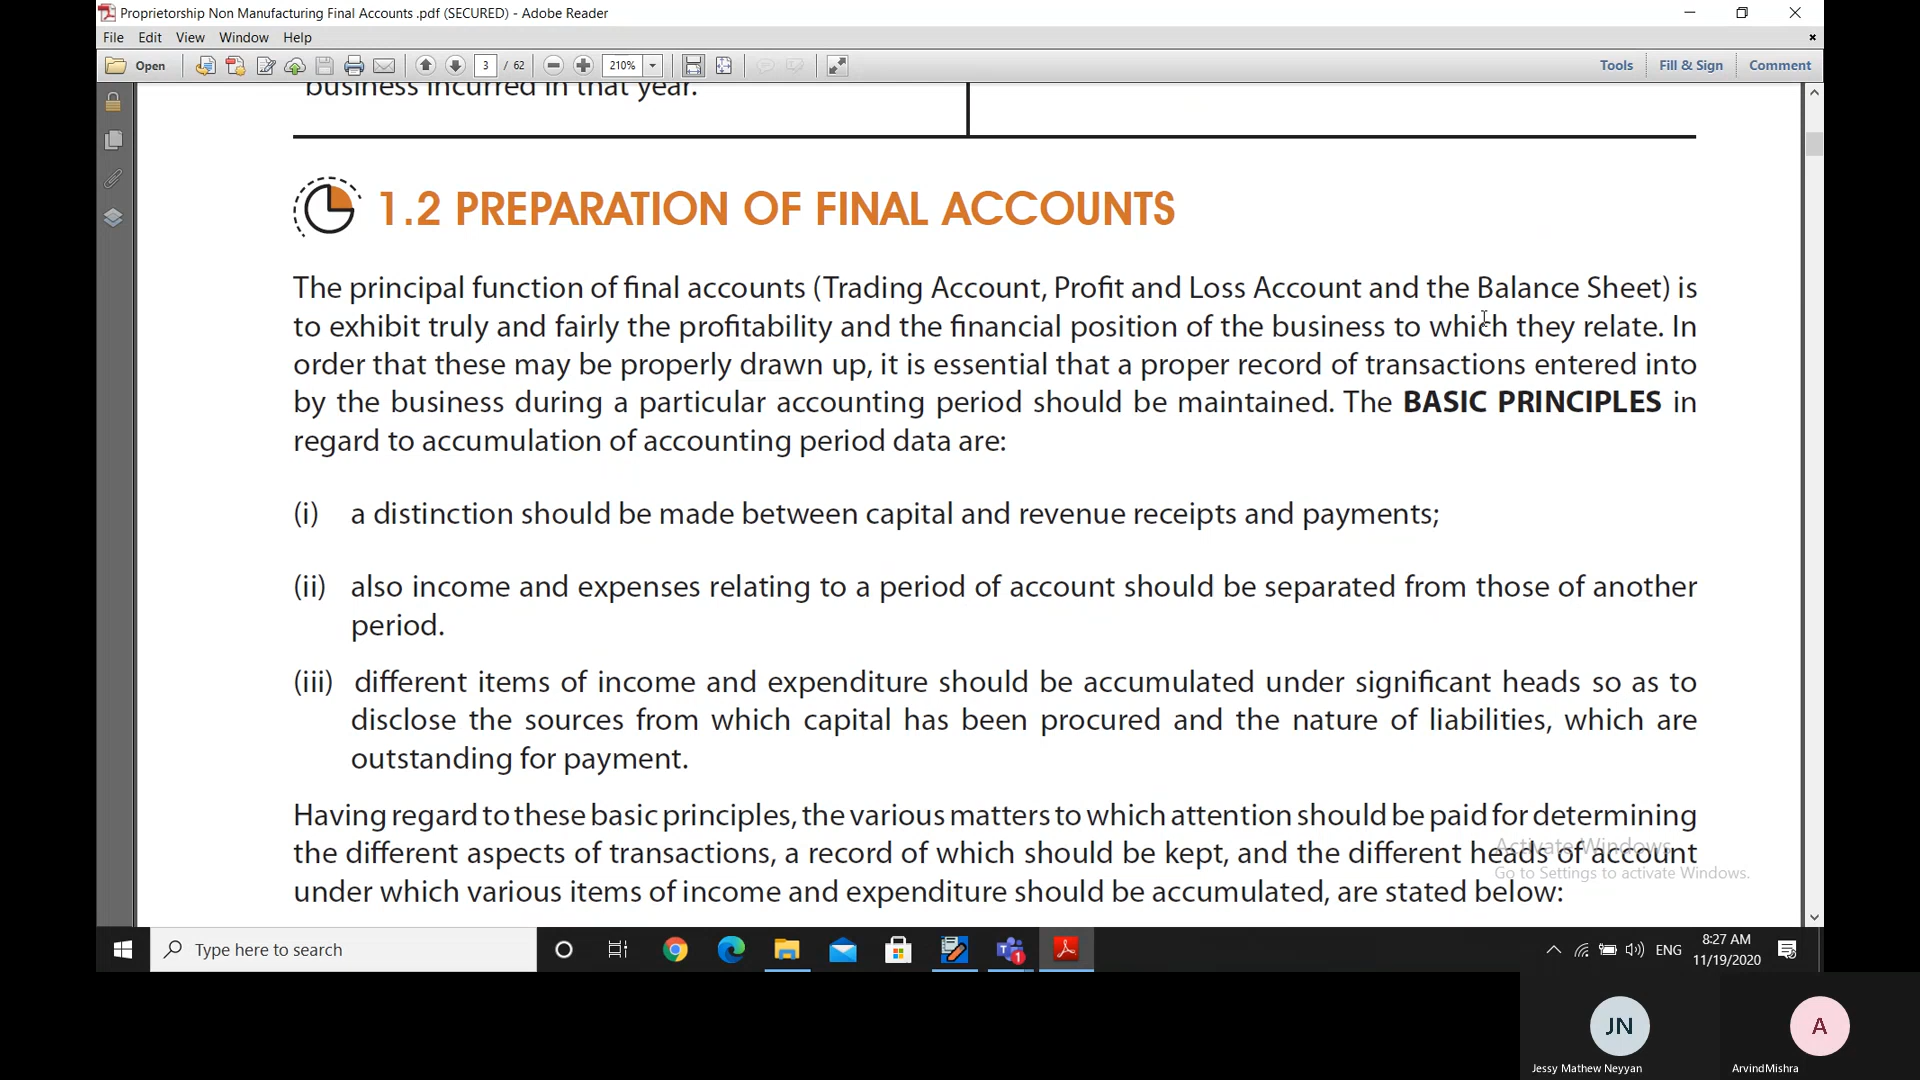 Proprietorship Non Manufacturing Final Accounts .pdf (SECURED) - Adobe Reader
File Edit View Window Help
Open 3 / 62 210% Tools Fill & Sign Comment
business incurred in that year.
1.2 PREPARATION OF FINAL ACCOUNTS
The principal function of final accounts (Trading Account, Profit and Loss Account and the Balance Sheet) is
to exhibit truly and fairly the profitability and the financial position of the business to which they relate. In
order that these may be properly drawn up, it is essential that a proper record of transactions entered into
by the business during a particular accounting period should be maintained. The BASIC PRINCIPLES in
regard to accumulation of accounting period data are:
(i) a distinction should be made between capital and revenue receipts and payments;
(ii) also income and expenses relating to a period of account should be separated from those of another
period.
(iii) different items of income and expenditure should be accumulated under significant heads so as to
disclose the sources from which capital has been procured and the nature of liabilities, which are
outstanding for payment.
Having regard to these basic principles, the various matters to which attention should be paid for determining
the different aspects of transactions, a record of which should be kept, and the different heads of account
under which various items of income and expenditure should be accumulated, are stated below:
Activate Windows
Go to Settings to activate Windows.
Type here to search
1
ENG
8:27 AM
11/19/2020
JN
A
Jessy Mathew Neyyan
ArvindMishra